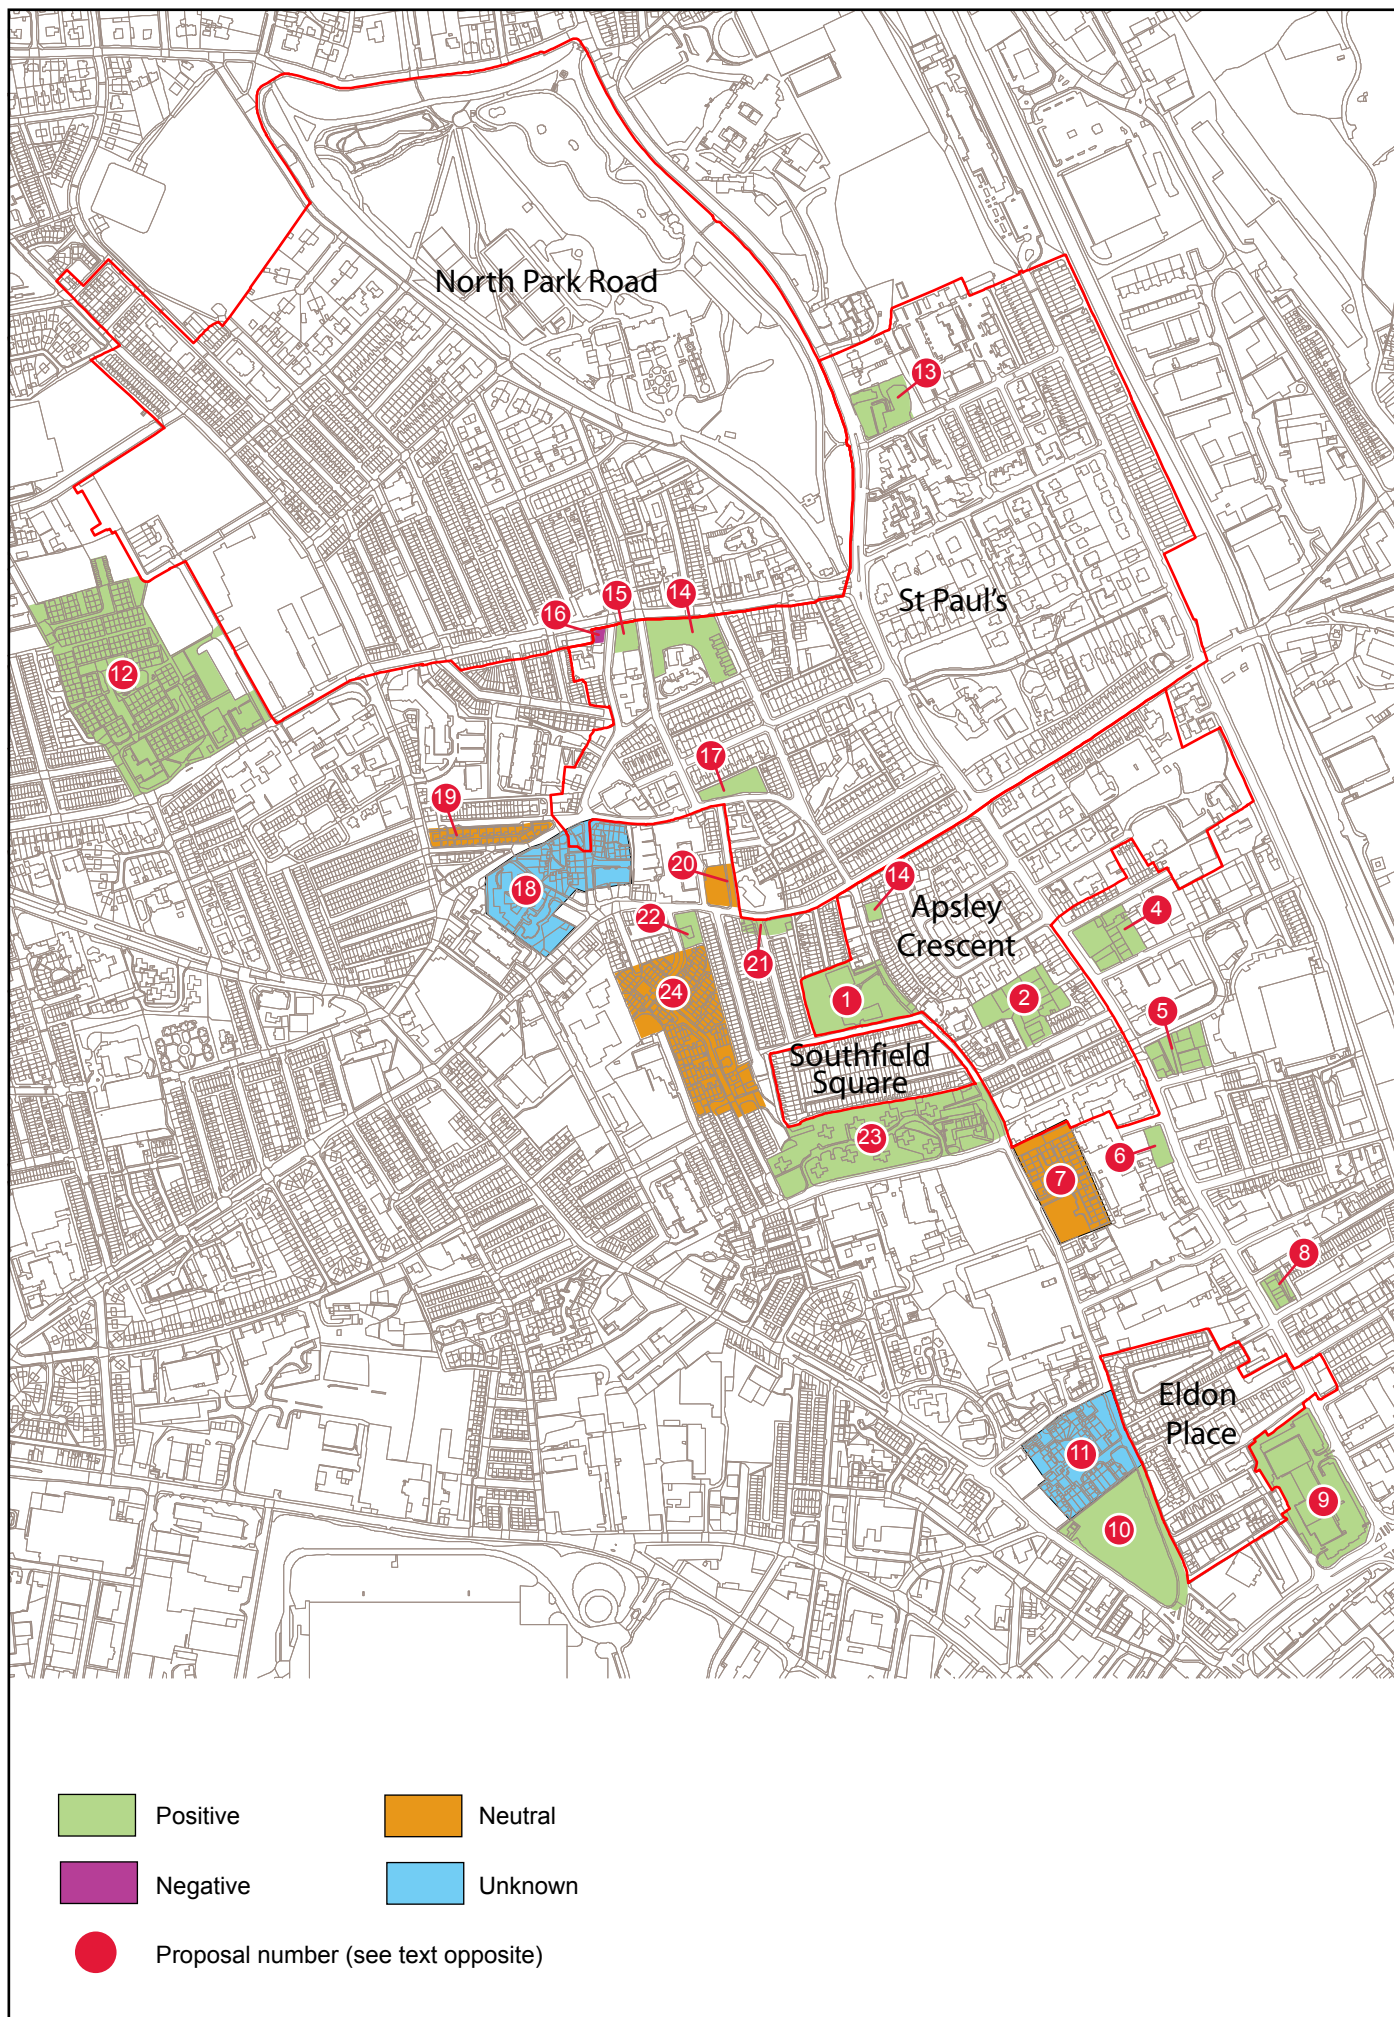 North Park Road
13
St Paul's
16
15
14
12
17
19
20
18
14
Apsley
Crescent
4
22
21
24
1
2
5
Southfield
Square
23
6
7
8
Eldon
Place
11
9
10
Positive
Neutral
Negative
Unknown
Proposal number (see text opposite)